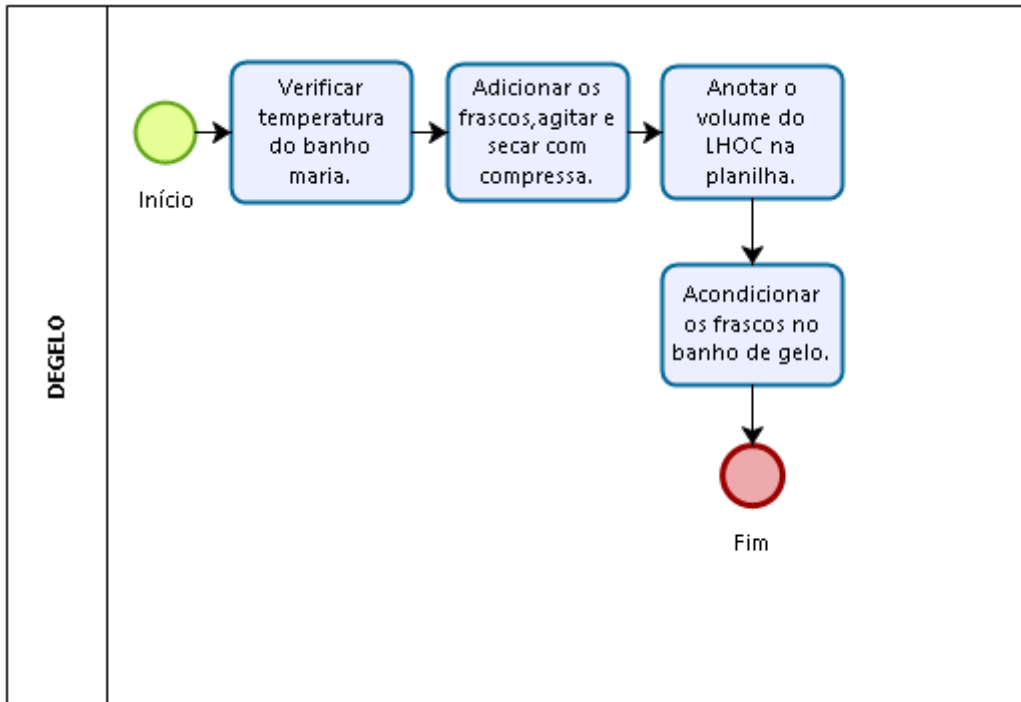 DEGELO
Início
Verificar
temperatura
do banho
maria.
Adicionar os
frascos,agitar e
secar com
compressa.
Anotar o
volume do
LHOC na
planilha.
Acondicionar
os frascos no
banho de gelo.
Fim